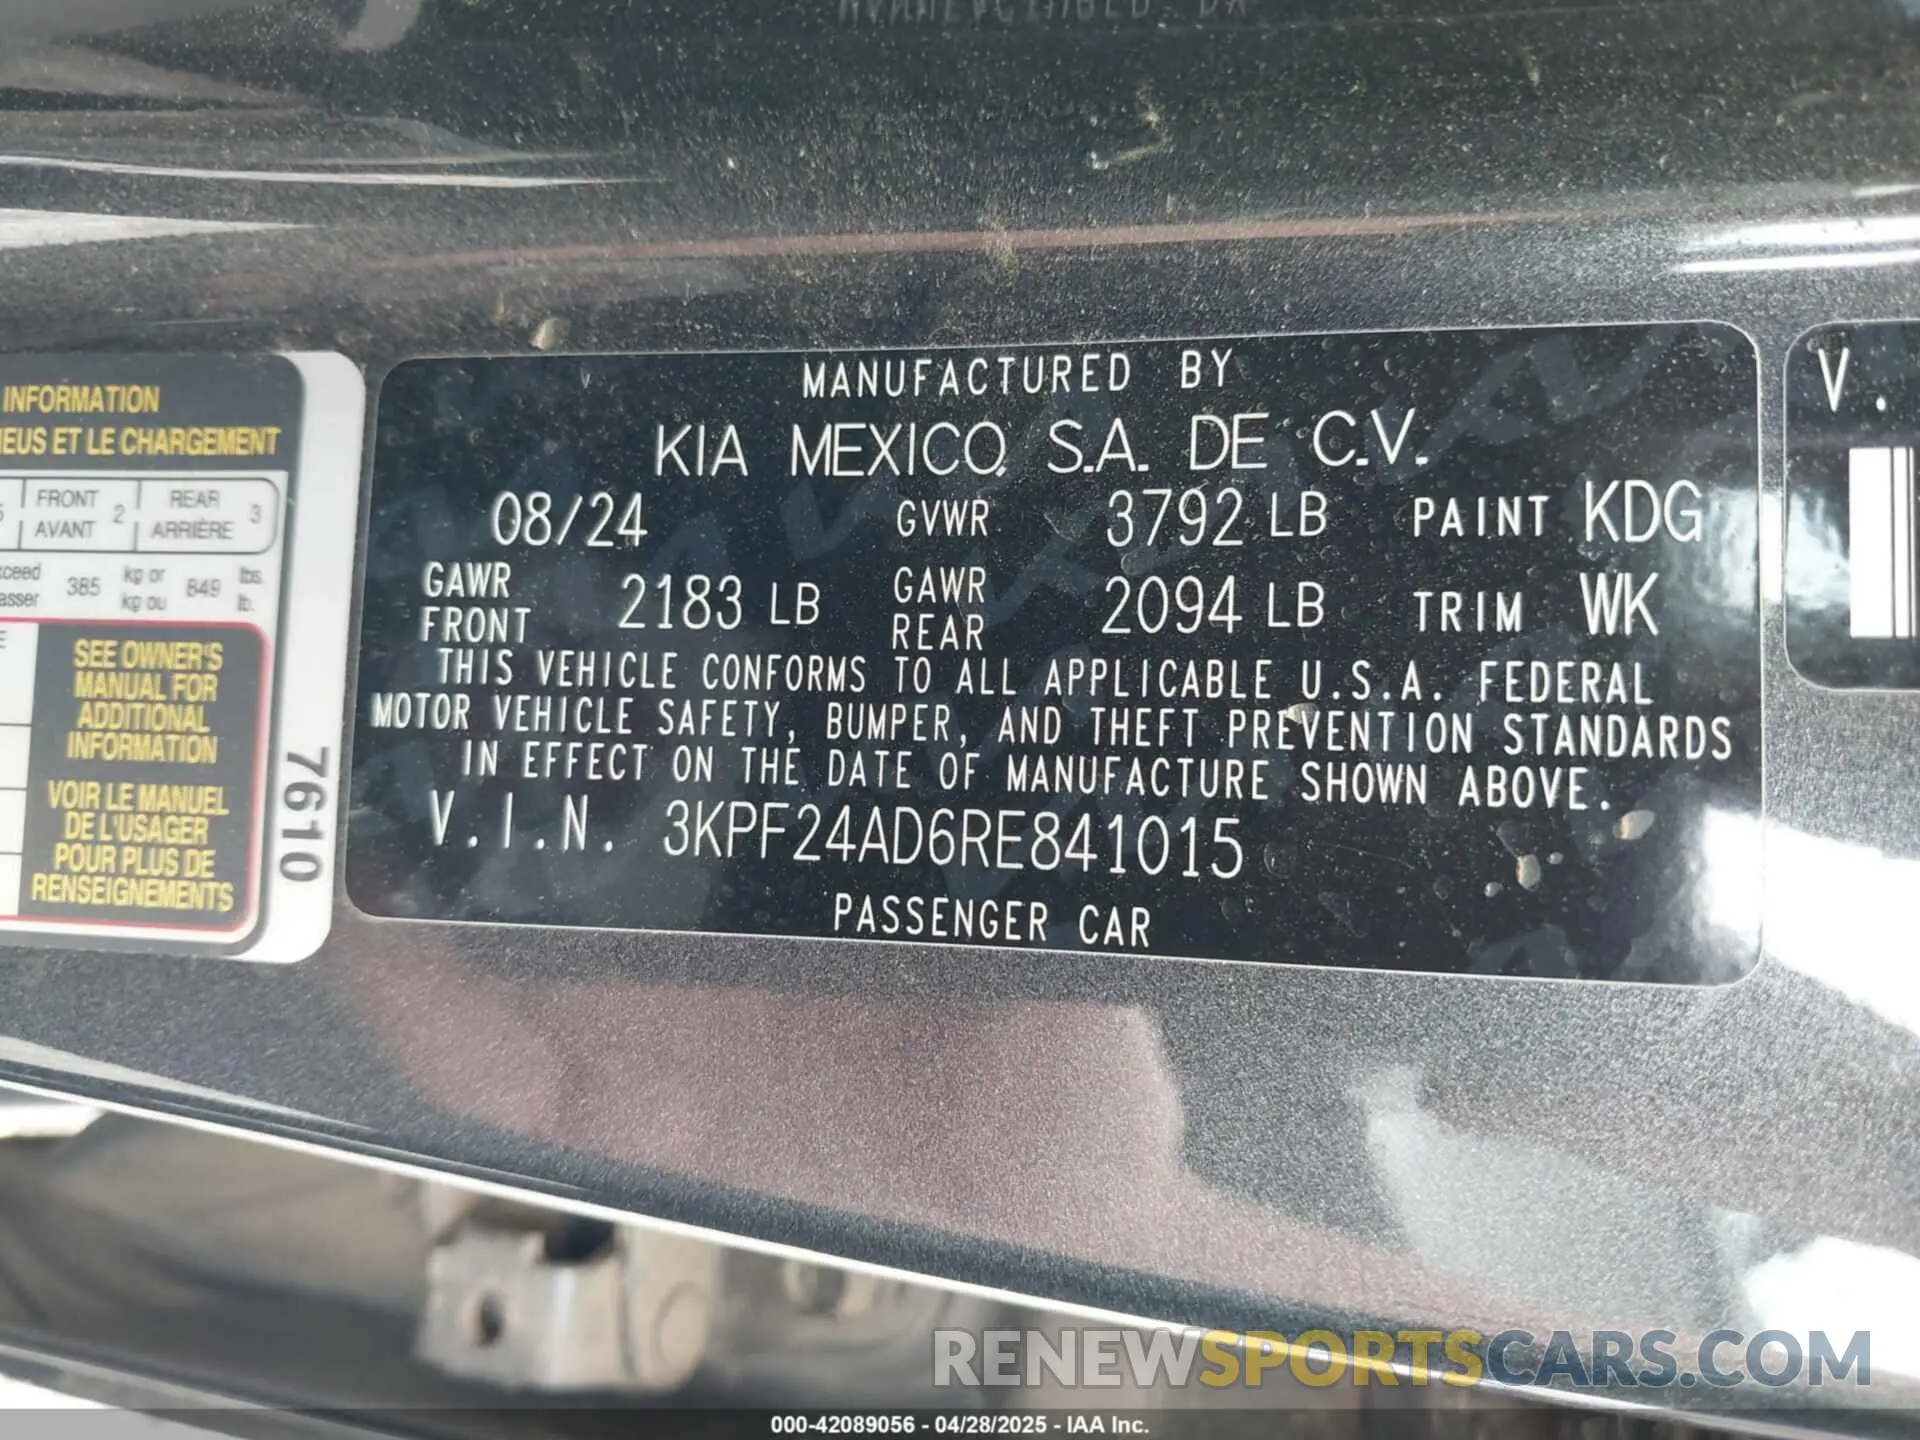 INFORMATION
EUS ET LE CHARGEMENT
FRONT 2 REAR 3
AVANT ARRIÈRE
xceed 385 kg or 849 lbs.
asser kg ou lb.
SEE OWNER'S
MANUAL FOR
ADDITIONAL
INFORMATION
VOIR LE MANUEL
DE L'USAGER
POUR PLUS DE
RENSEIGNEMENTS
7610
MANUFACTURED BY
KIA MEXICO, S.A. DE C.V.
08/24 GVWR 3792 LB PAINT KDG
GAWR FRONT 2183 LB GAWR REAR 2094 LB TRIM WK
THIS VEHICLE CONFORMS TO ALL APPLICABLE U.S.A. FEDERAL
MOTOR VEHICLE SAFETY, BUMPER, AND THEFT PREVENTION STANDARDS
IN EFFECT ON THE DATE OF MANUFACTURE SHOWN ABOVE.
V.I.N. 3KPF24AD6RE841015
PASSENGER CAR
V.
RENEWSPORTSCARS.COM
000-42089056 - 04/28/2025 - IAA Inc.